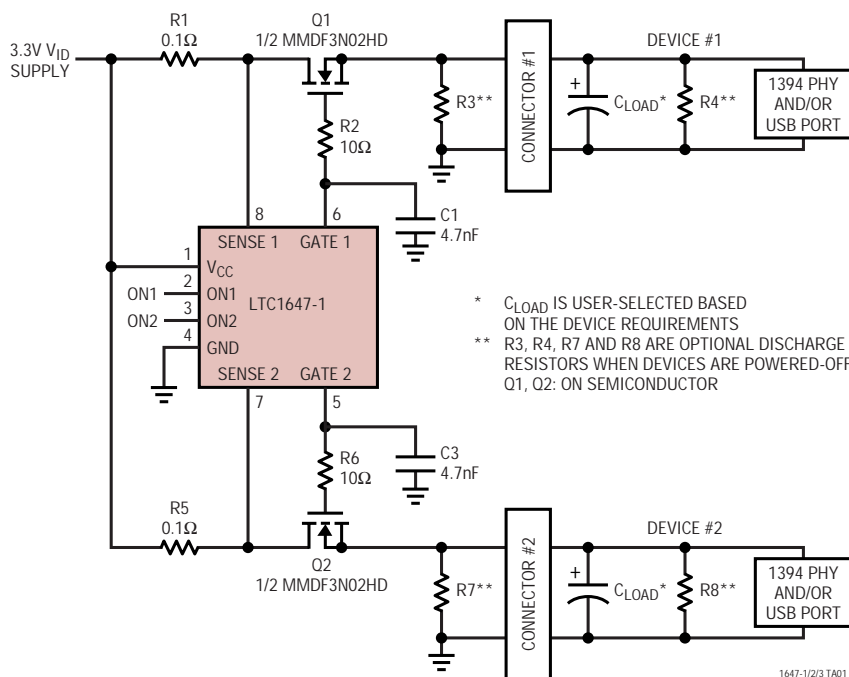 R1
0.1Ω
3.3V VID
SUPPLY
Q1
1/2 MMDF3N02HD
R2
10Ω
R3**
CONNECTOR #1
DEVICE #1
+
CLOAD*
R4**
1394 PHY
AND/OR
USB PORT
C1
4.7nF
8
6
SENSE 1
GATE 1
1
VCC
2
ON1
ON1
3
ON2
ON2
4
GND
LTC1647-1
SENSE 2
GATE 2
7
5
* CLOAD IS USER-SELECTED BASED
ON THE DEVICE REQUIREMENTS
** R3, R4, R7 AND R8 ARE OPTIONAL DISCHARGE
RESISTORS WHEN DEVICES ARE POWERED-OFF
Q1, Q2: ON SEMICONDUCTOR
R6
10Ω
C3
4.7nF
R5
0.1Ω
Q2
1/2 MMDF3N02HD
R7**
CONNECTOR #2
DEVICE #2
+
CLOAD*
R8**
1394 PHY
AND/OR
USB PORT
1647-1/2/3 TA01